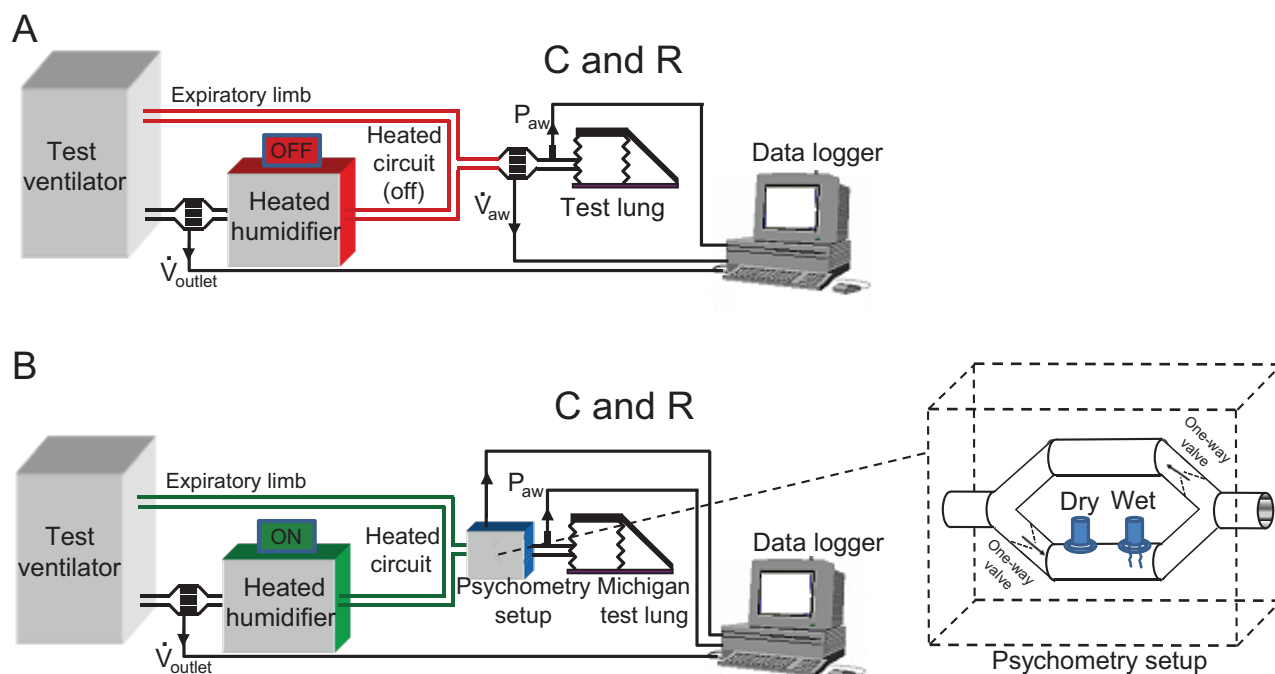 A
C and R
Expiratory limb
P aw
Test
ventilator
OFF
Heated
circuit
(off)
Data logger
Heated
humidifier
V̇ aw
Test lung
V̇ outlet
B
C and R
Expiratory limb
P aw
Test
ventilator
ON
Heated
circuit
Data logger
Heated
humidifier
Psychometry
setup
Michigan
test lung
V̇ outlet
One-way
valve
Dry Wet
One-way
valve
Psychometry setup